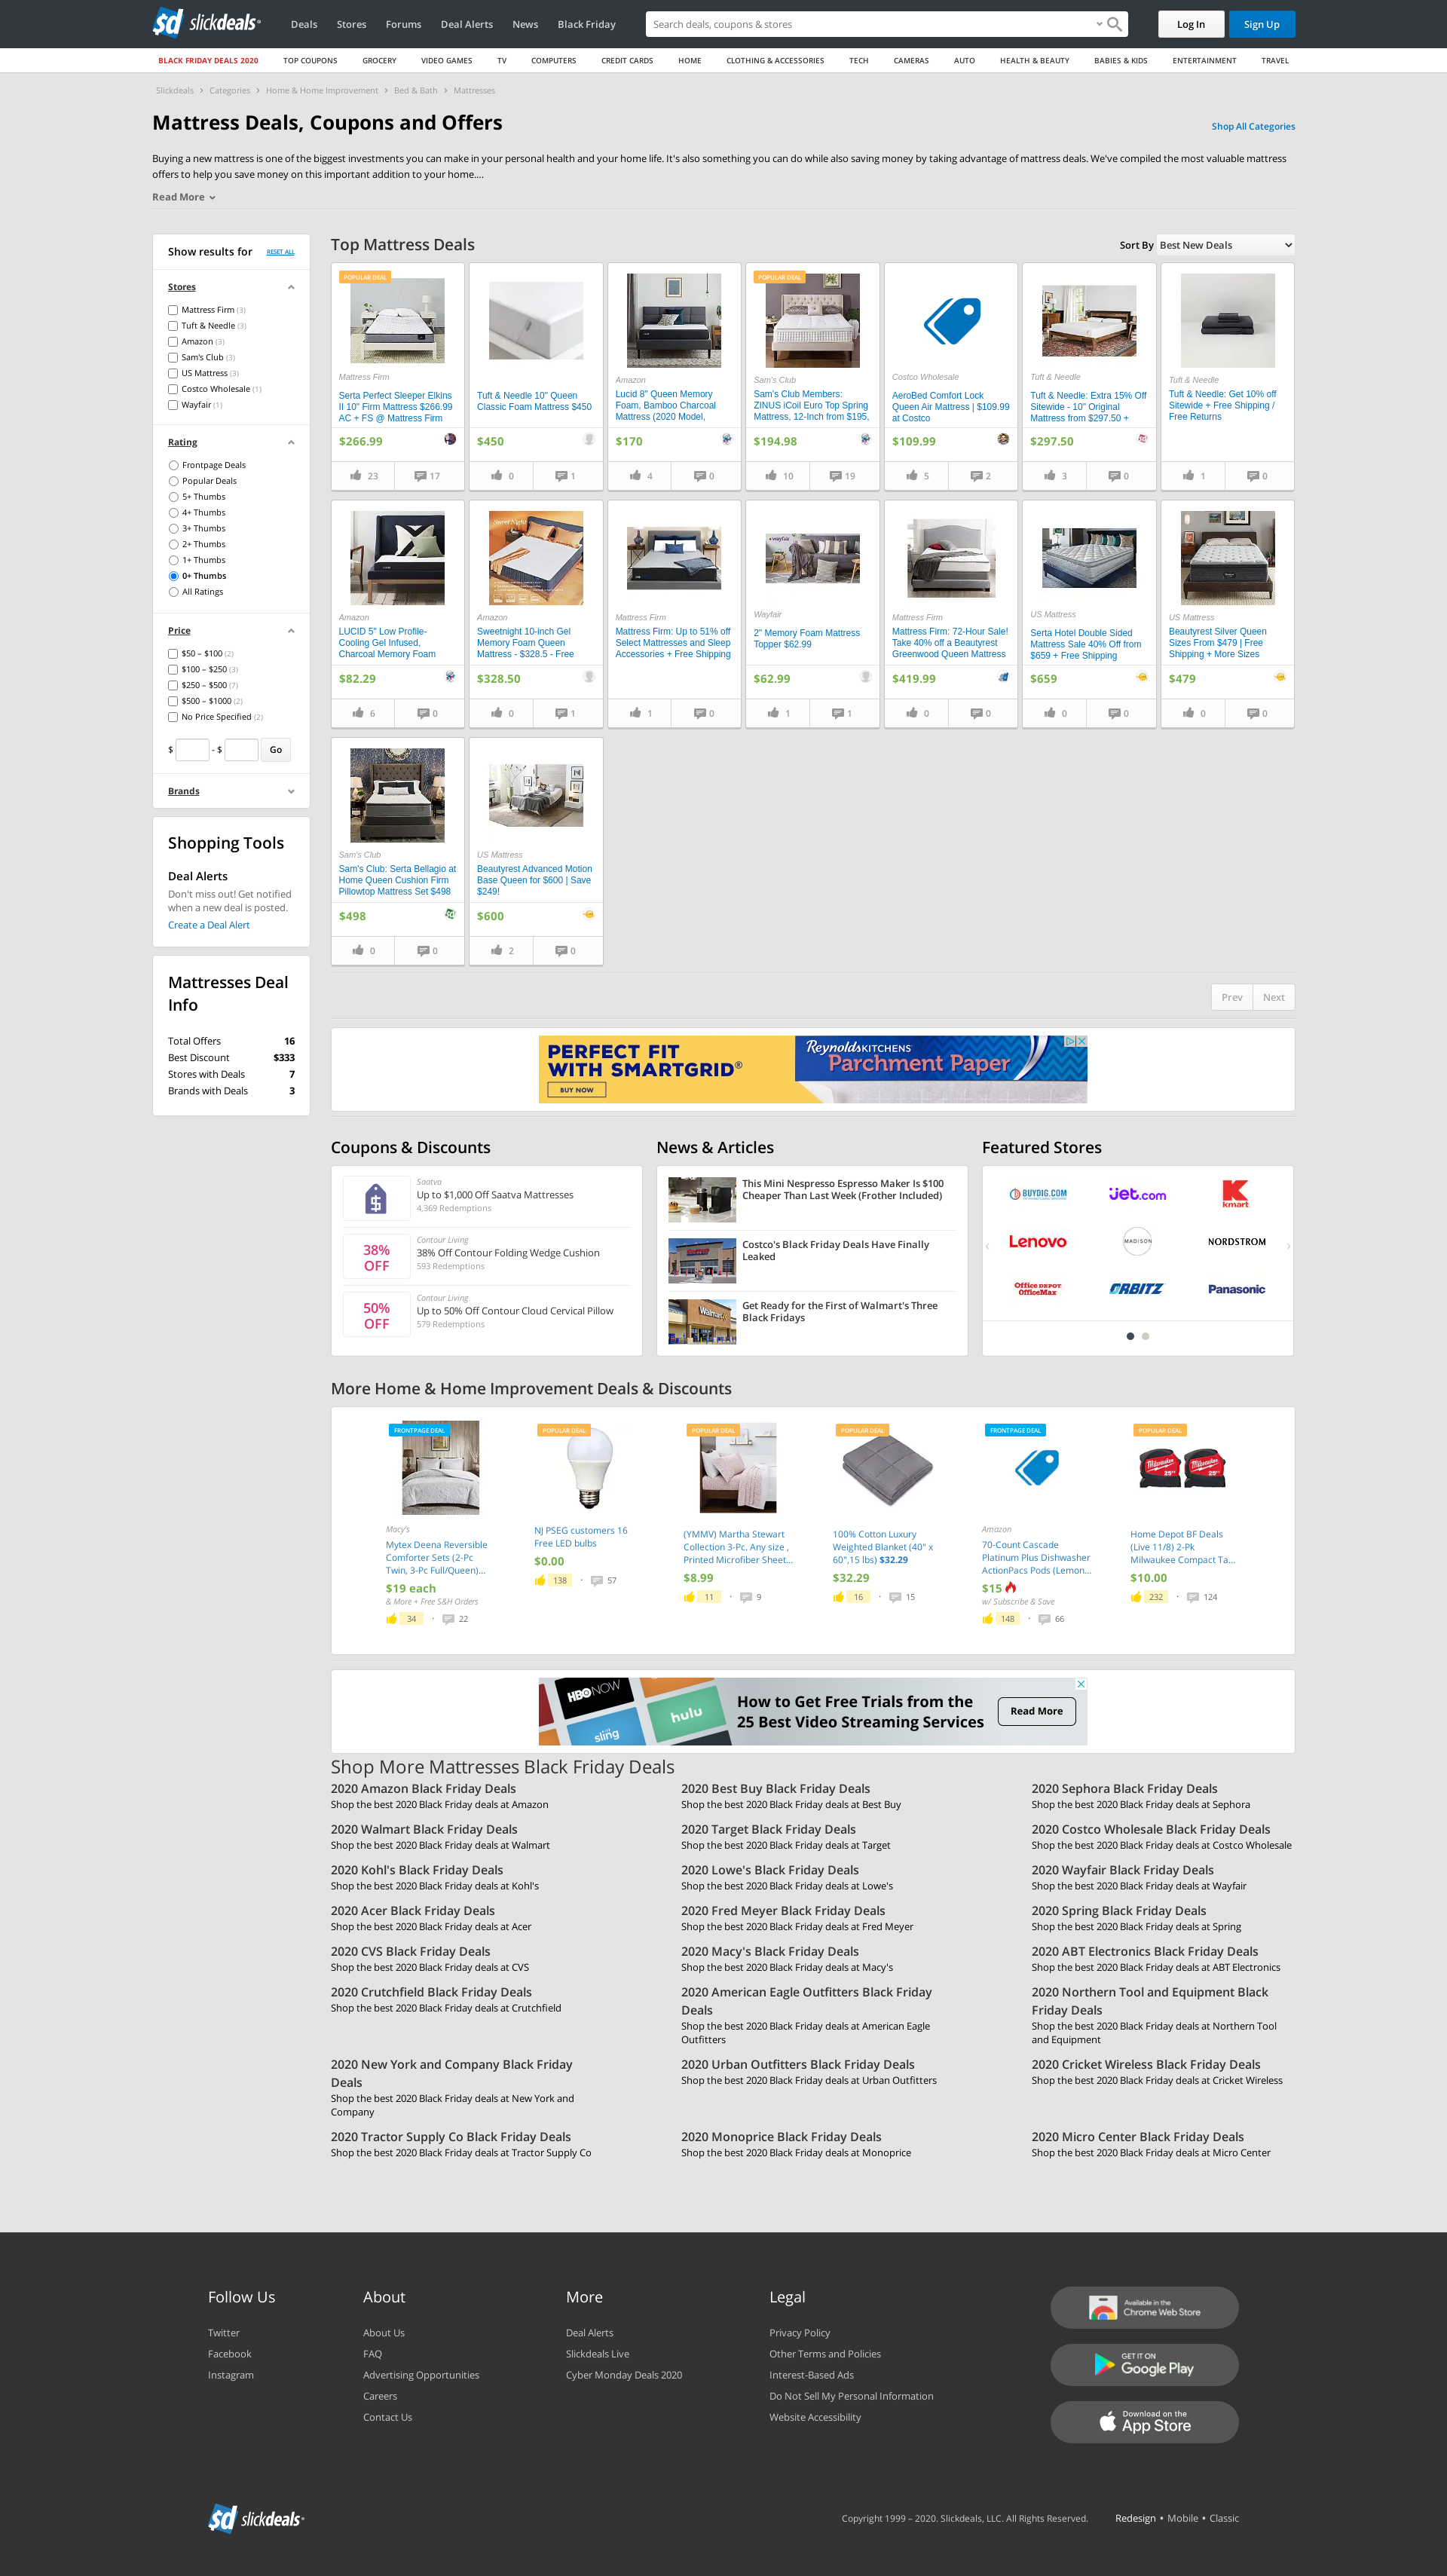 slickdeals
Deals Stores Forums Deal Alerts News Black Friday
Search deals, coupons & stores
Log In
Sign Up
BLACK FRIDAY DEALS 2020 TOP COUPONS GROCERY VIDEO GAMES TV COMPUTERS CREDIT CARDS HOME CLOTHING & ACCESSORIES TECH CAMERAS AUTO HEALTH & BEAUTY BABIES & KIDS ENTERTAINMENT TRAVEL
Slickdeals › Categories › Home & Home Improvement › Bed & Bath › Mattresses
Mattress Deals, Coupons and Offers
Shop All Categories
Buying a new mattress is one of the biggest investments you can make in your personal health and your home life. It's also something you can do while also saving money by taking advantage of mattress deals. We've compiled the most valuable mattress
offers to help you save money on this important addition to your home....
Read More
Show results for RESET ALL
Stores
Mattress Firm (3)
Tuft & Needle (3)
Amazon (3)
Sam's Club (3)
US Mattress (3)
Costco Wholesale (1)
Wayfair (1)
Rating
Frontpage Deals
Popular Deals
5+ Thumbs
4+ Thumbs
3+ Thumbs
2+ Thumbs
1+ Thumbs
0+ Thumbs
All Ratings
Price
$50 – $100 (2)
$100 – $250 (3)
$250 – $500 (7)
$500 – $1000 (2)
No Price Specified (2)
$ - $ Go
Brands
Shopping Tools
Deal Alerts
Don't miss out! Get notified
when a new deal is posted.
Create a Deal Alert
Mattresses Deal
Info
Total Offers 16
Best Discount $333
Stores with Deals 7
Brands with Deals 3
Top Mattress Deals
Sort By Best New Deals
POPULAR DEAL
Mattress Firm
Serta Perfect Sleeper Elkins
II 10" Firm Mattress $266.99
AC + FS @ Mattress Firm
$266.99
23 17
Tuft & Needle 10" Queen
Classic Foam Mattress $450
$450
0 1
Amazon
Lucid 8" Queen Memory
Foam, Bamboo Charcoal
Mattress (2020 Model,
$170
4 0
POPULAR DEAL
Sam's Club
Sam's Club Members:
ZINUS iCoil Euro Top Spring
Mattress, 12-Inch from $195,
$194.98
10 19
Costco Wholesale
AeroBed Comfort Lock
Queen Air Mattress | $109.99
at Costco
$109.99
5 2
Tuft & Needle
Tuft & Needle: Extra 15% Off
Sitewide - 10" Original
Mattress from $297.50 +
$297.50
3 0
Tuft & Needle
Tuft & Needle: Get 10% off
Sitewide + Free Shipping /
Free Returns
1 0
Amazon
LUCID 5" Low Profile-
Cooling Gel Infused,
Charcoal Memory Foam
$82.29
6 0
Sweet Night
Amazon
Sweetnight 10-inch Gel
Memory Foam Queen
Mattress - $328.5 - Free
$328.50
0 1
Mattress Firm
Mattress Firm: Up to 51% off
Select Mattresses and Sleep
Accessories + Free Shipping
1 0
wayfair
Wayfair
2" Memory Foam Mattress
Topper $62.99
$62.99
1 1
Mattress Firm
Mattress Firm: 72-Hour Sale!
Take 40% off a Beautyrest
Greenwood Queen Mattress
$419.99
0 0
US Mattress
Serta Hotel Double Sided
Mattress Sale 40% Off from
$659 + Free Shipping
$659
0 0
US Mattress
Beautyrest Silver Queen
Sizes From $479 | Free
Shipping + More Sizes
$479
0 0
Sam's Club
Sam's Club: Serta Bellagio at
Home Queen Cushion Firm
Pillowtop Mattress Set $498
$498
0 0
US Mattress
Beautyrest Advanced Motion
Base Queen for $600 | Save
$249!
$600
2 0
Prev Next
PERFECT FIT
WITH SMARTGRID®
BUY NOW
Reynolds KITCHENS®
Parchment Paper
Coupons & Discounts
Saatva
Up to $1,000 Off Saatva Mattresses
4,369 Redemptions
38%
OFF
Contour Living
38% Off Contour Folding Wedge Cushion
593 Redemptions
50%
OFF
Contour Living
Up to 50% Off Contour Cloud Cervical Pillow
579 Redemptions
News & Articles
This Mini Nespresso Espresso Maker Is $100
Cheaper Than Last Week (Frother Included)
Costco's Black Friday Deals Have Finally
Leaked
Walmart
Get Ready for the First of Walmart's Three
Black Fridays
Featured Stores
BUYDIG.COM jet.com Kmart
Lenovo MADISON NORDSTROM
Office DEPOT
OfficeMax ORBITZ Panasonic
More Home & Home Improvement Deals & Discounts
FRONTPAGE DEAL
Macy's
Mytex Deena Reversible
Comforter Sets (2-Pc
Twin, 3-Pc Full/Queen)...
$19 each
& More + Free S&H Orders
34 · 22
POPULAR DEAL
NJ PSEG customers 16
Free LED bulbs
$0.00
138 · 57
POPULAR DEAL
(YMMV) Martha Stewart
Collection 3-Pc. Any size ,
Printed Microfiber Sheet...
$8.99
11 · 9
POPULAR DEAL
100% Cotton Luxury
Weighted Blanket (40" x
60",15 lbs) $32.29
$32.29
16 · 15
FRONTPAGE DEAL
Amazon
70-Count Cascade
Platinum Plus Dishwasher
ActionPacs Pods (Lemon...
$15
w/ Subscribe & Save
148 · 66
POPULAR DEAL
Milwaukee Milwaukee
25' 25'
Home Depot BF Deals
(Live 11/8) 2-Pk
Milwaukee Compact Ta...
$10.00
232 · 124
HBO NOW
hulu
sling
How to Get Free Trials from the
25 Best Video Streaming Services
Read More
Shop More Mattresses Black Friday Deals
2020 Amazon Black Friday Deals
Shop the best 2020 Black Friday deals at Amazon
2020 Best Buy Black Friday Deals
Shop the best 2020 Black Friday deals at Best Buy
2020 Sephora Black Friday Deals
Shop the best 2020 Black Friday deals at Sephora
2020 Walmart Black Friday Deals
Shop the best 2020 Black Friday deals at Walmart
2020 Target Black Friday Deals
Shop the best 2020 Black Friday deals at Target
2020 Costco Wholesale Black Friday Deals
Shop the best 2020 Black Friday deals at Costco Wholesale
2020 Kohl's Black Friday Deals
Shop the best 2020 Black Friday deals at Kohl's
2020 Lowe's Black Friday Deals
Shop the best 2020 Black Friday deals at Lowe's
2020 Wayfair Black Friday Deals
Shop the best 2020 Black Friday deals at Wayfair
2020 Acer Black Friday Deals
Shop the best 2020 Black Friday deals at Acer
2020 Fred Meyer Black Friday Deals
Shop the best 2020 Black Friday deals at Fred Meyer
2020 Spring Black Friday Deals
Shop the best 2020 Black Friday deals at Spring
2020 CVS Black Friday Deals
Shop the best 2020 Black Friday deals at CVS
2020 Macy's Black Friday Deals
Shop the best 2020 Black Friday deals at Macy's
2020 ABT Electronics Black Friday Deals
Shop the best 2020 Black Friday deals at ABT Electronics
2020 Crutchfield Black Friday Deals
Shop the best 2020 Black Friday deals at Crutchfield
2020 American Eagle Outfitters Black Friday
Deals
Shop the best 2020 Black Friday deals at American Eagle
Outfitters
2020 Northern Tool and Equipment Black
Friday Deals
Shop the best 2020 Black Friday deals at Northern Tool
and Equipment
2020 New York and Company Black Friday
Deals
Shop the best 2020 Black Friday deals at New York and
Company
2020 Urban Outfitters Black Friday Deals
Shop the best 2020 Black Friday deals at Urban Outfitters
2020 Cricket Wireless Black Friday Deals
Shop the best 2020 Black Friday deals at Cricket Wireless
2020 Tractor Supply Co Black Friday Deals
Shop the best 2020 Black Friday deals at Tractor Supply Co
2020 Monoprice Black Friday Deals
Shop the best 2020 Black Friday deals at Monoprice
2020 Micro Center Black Friday Deals
Shop the best 2020 Black Friday deals at Micro Center
Follow Us
Twitter
Facebook
Instagram
About
About Us
FAQ
Advertising Opportunities
Careers
Contact Us
More
Deal Alerts
Slickdeals Live
Cyber Monday Deals 2020
Legal
Privacy Policy
Other Terms and Policies
Interest-Based Ads
Do Not Sell My Personal Information
Website Accessibility
Available in the
Chrome Web Store
GET IT ON
Google Play
Download on the
App Store
slickdeals
Copyright 1999 – 2020. Slickdeals, LLC. All Rights Reserved. Redesign • Mobile • Classic